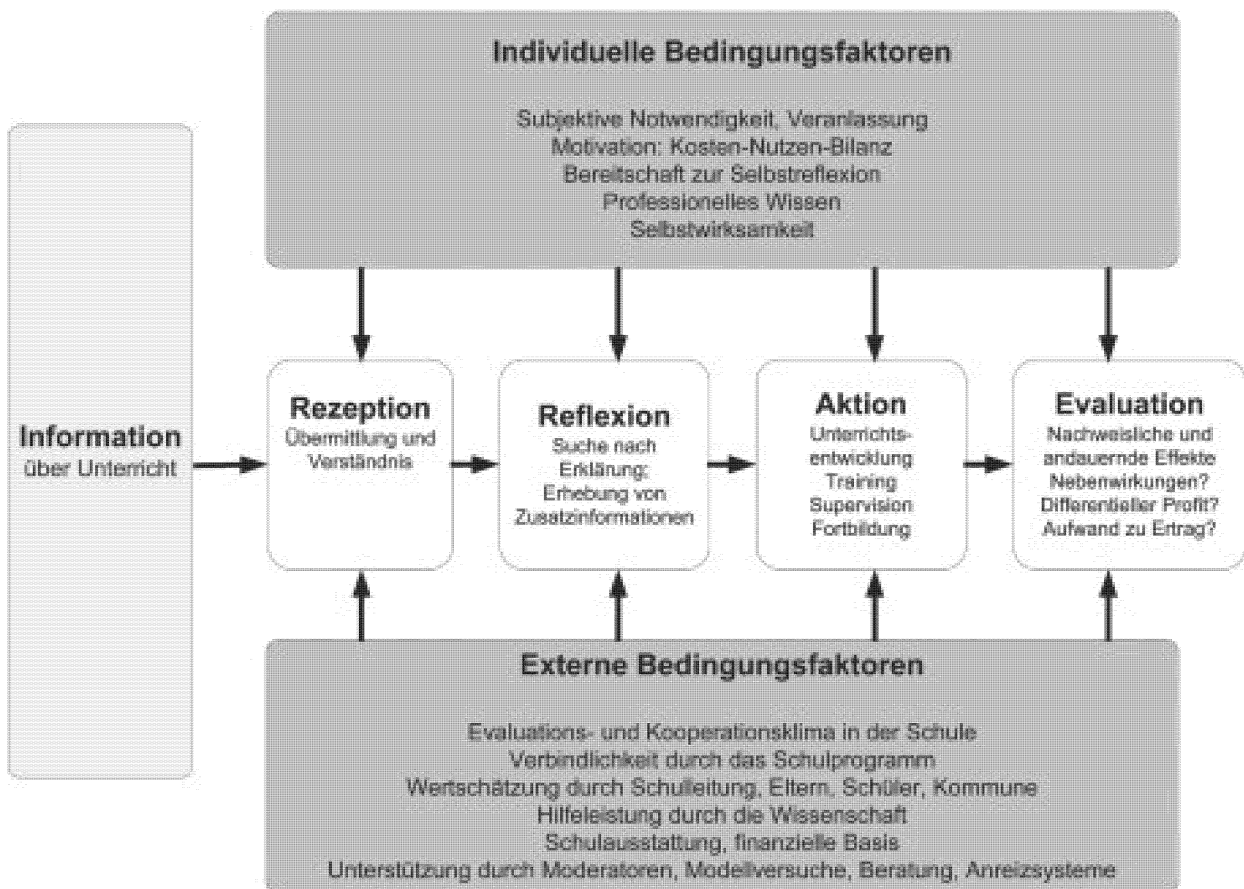 Individuelle Bedingungsfaktoren
Subjektive Notwendigkeit, Veranlassung
Motivation: Kosten-Nutzen-Bilanz
Bereitschaft zur Selbstreflexion
Professionelles Wissen
Selbstwirksamkeit
Information
über Unterricht
Rezeption
Übermittlung und
Verständnis
Reflexion
Suche nach
Erklärung;
Erhebung von
Zusatzinformationen
Aktion
Unterrichts-
entwicklung
Training
Supervision
Fortbildung
Evaluation
Nachweisliche und
andauernde Effekte
Nebenwirkungen?
Differentieller Profit?
Aufwand zu Ertrag?
Externe Bedingungsfaktoren
Evaluations- und Kooperationsklima in der Schule
Verbindlichkeit durch das Schulprogramm
Wertschätzung durch Schulleitung, Eltern. Schüler, Kommune
Hilfeleistung durch die Wissenschaft
Schulausstattung, finanzielle Basis
Unterstützung durch Moderatoren, Modellversuche, Beratung, Anreizsysteme